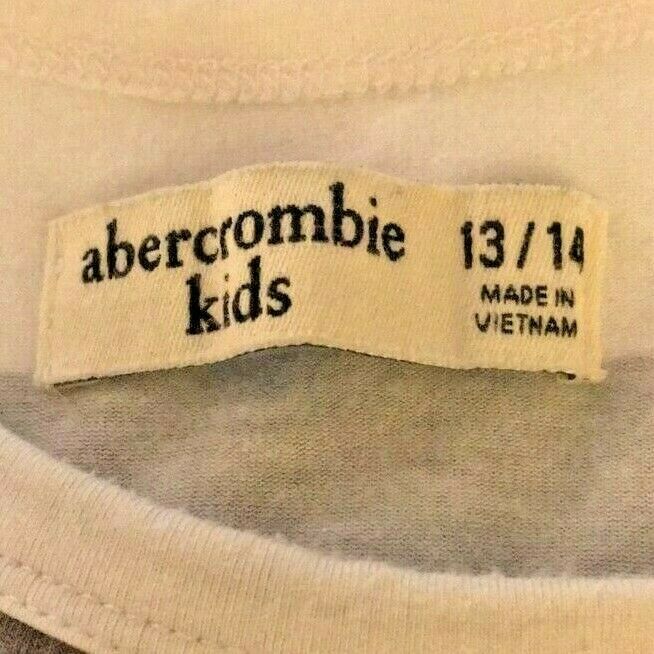 abercrombie
kids
13/14
MADE IN
VIETNAM